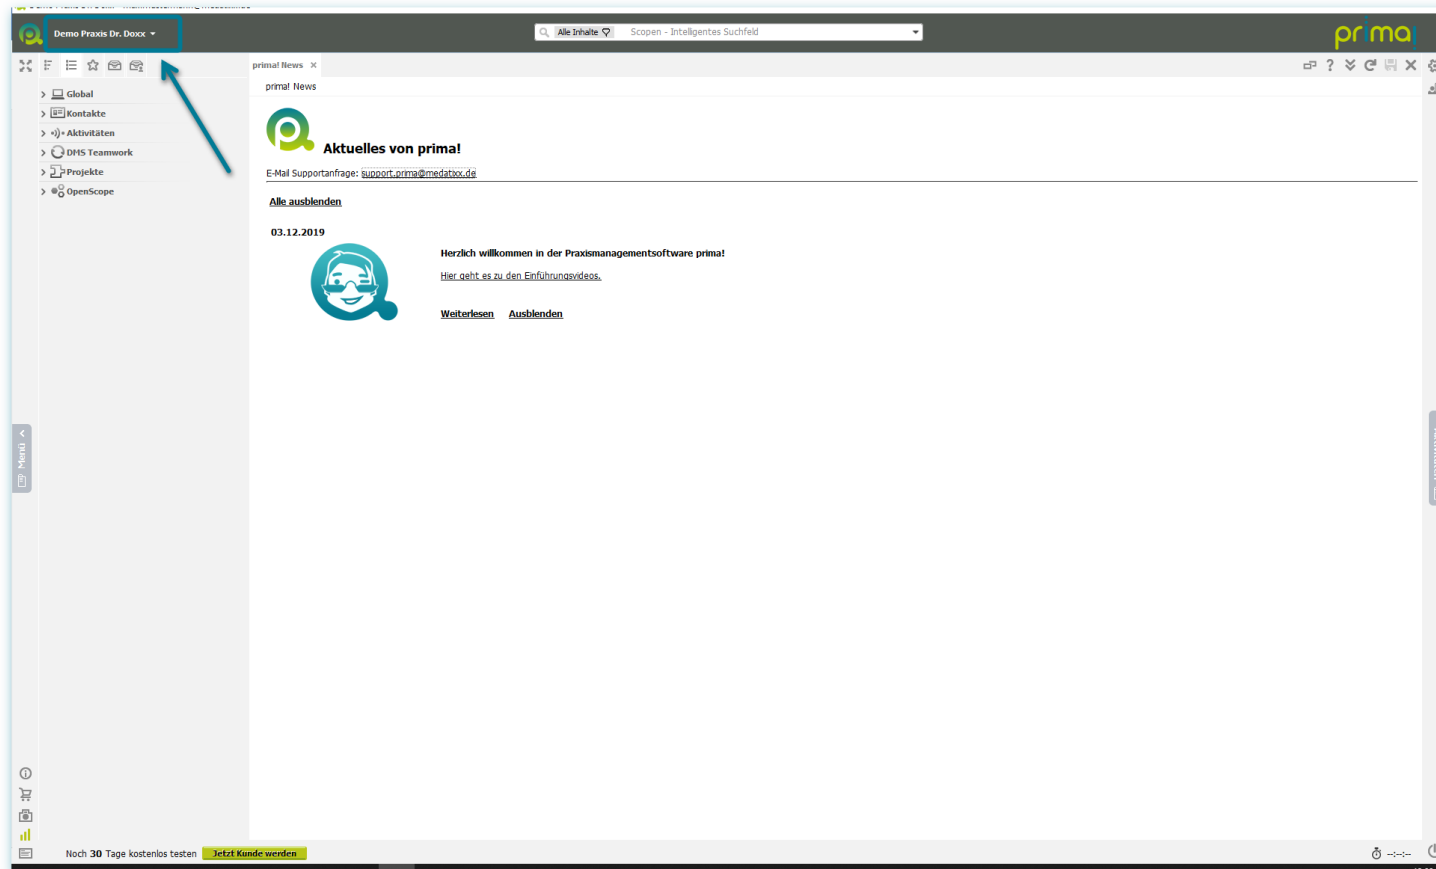 Demo Praxis Dr. Doxx
Alle Inhalte
Scopen - Intelligentes Suchfeld
prima!
prima! News
Global
Kontakte
Aktivitäten
DMS Teamwork
Projekte
OpenScope
prima! News
Aktuelles von prima!
E-Mail Supportanfrage: support.prima@medatixx.de
Alle ausblenden
03.12.2019
Herzlich willkommen in der Praxismanagementsoftware prima!
Hier geht es zu den Einführungsvideos.
Weiterlesen Ausblenden
Menü
Noch 30 Tage kostenlos testen
Jetzt Kunde werden
--:--:--